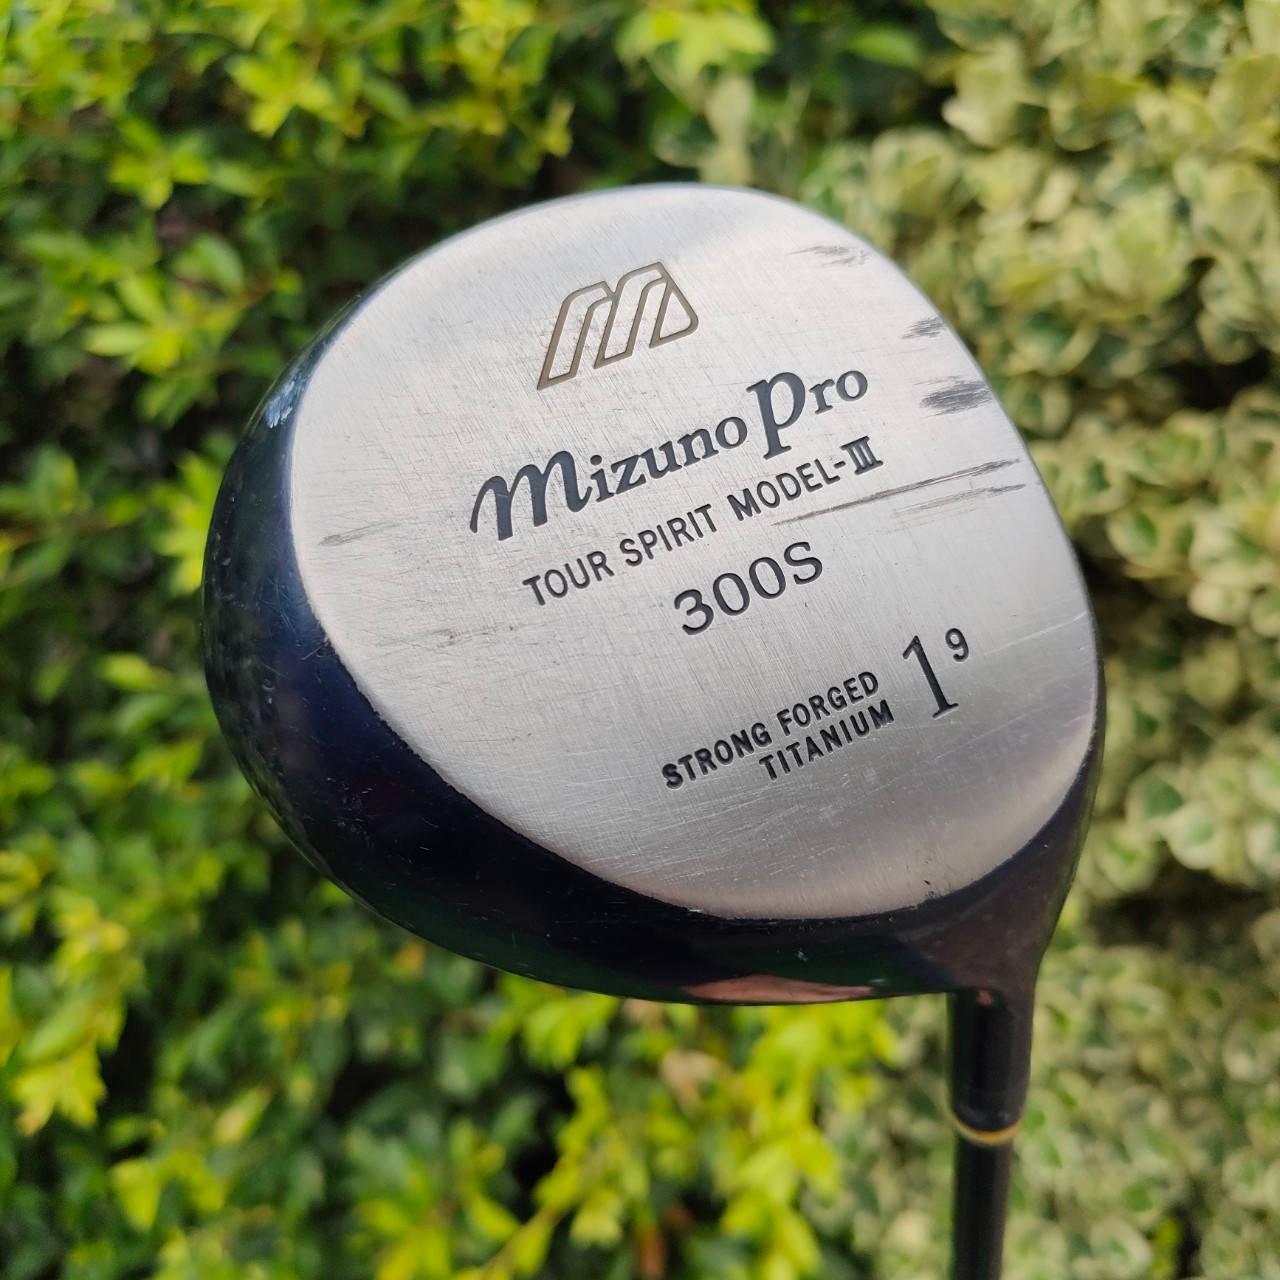 Mizuno Pro
TOUR SPIRIT MODEL-III
300S
STRONG FORGED
TITANIUM
1 9